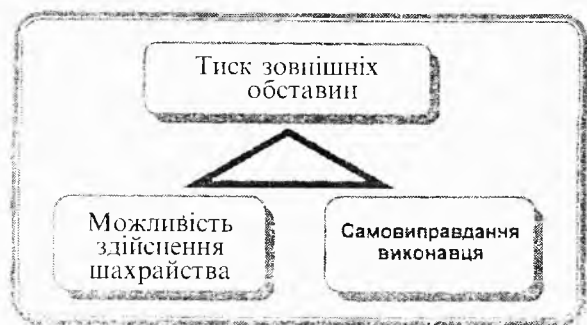 Тиск зовнішніх
обставин
Можливість
здійснення
шахрайства
Самовиправдання
виконавця